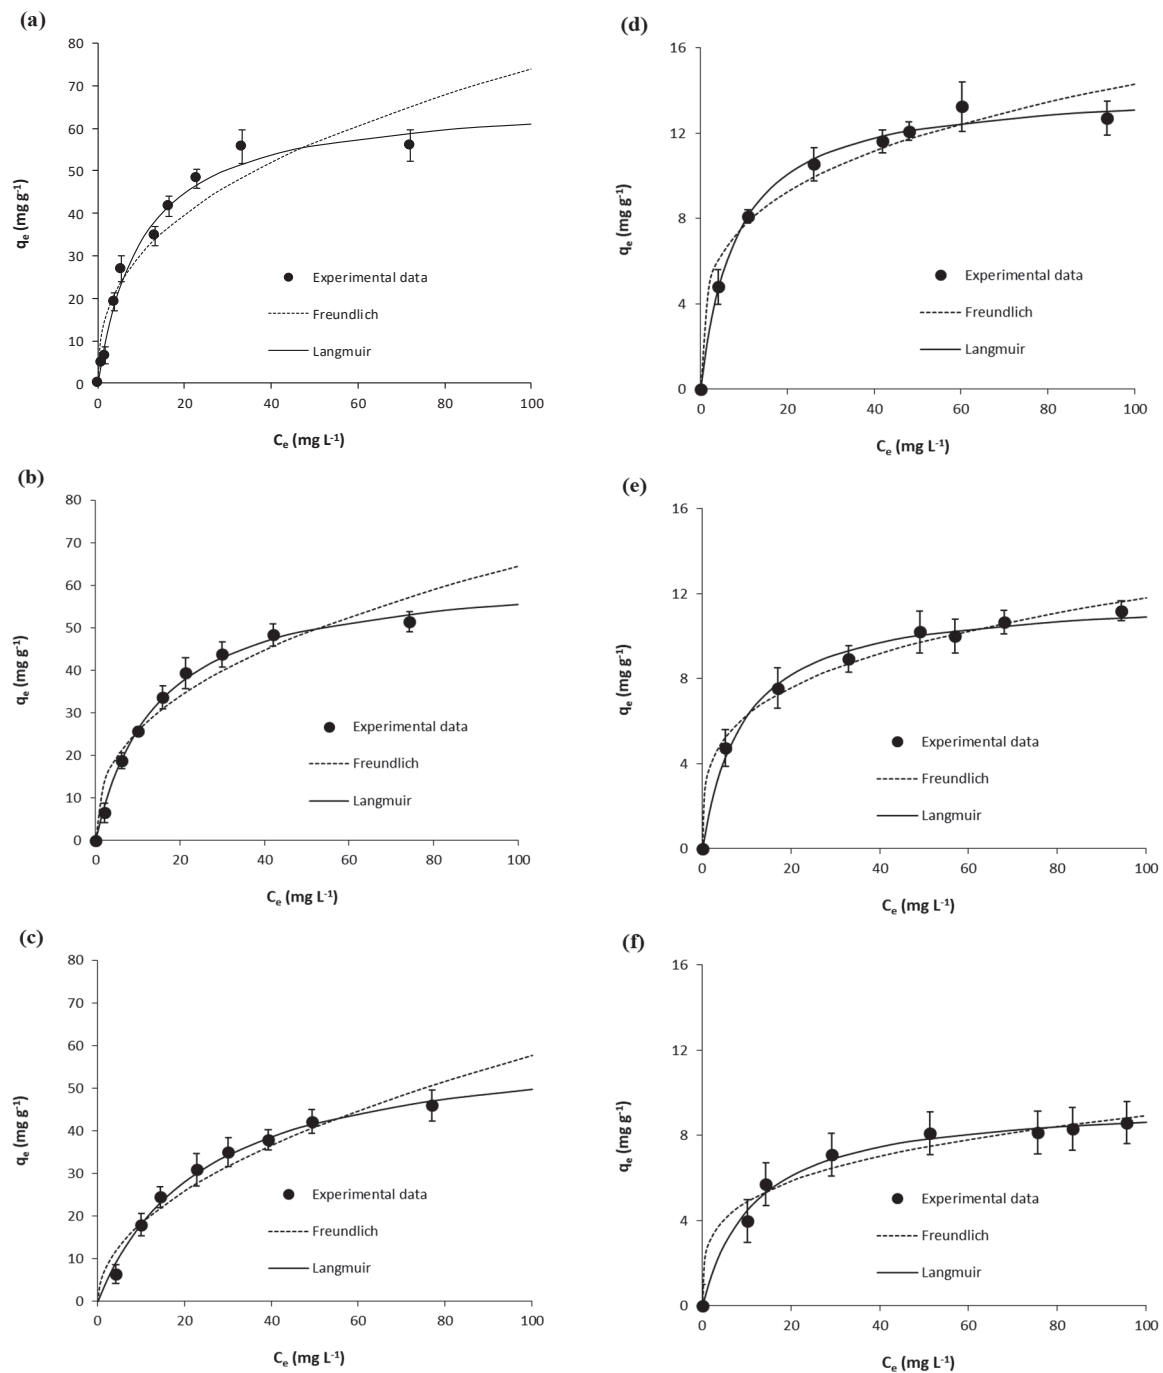 (a)
80
70
60
50
40
30
20
10
0
qe (mg g-1)
Experimental data
Freundlich
Langmuir
0 20 40 60 80 100
Ce (mg L-1)
(b)
80
70
60
50
40
30
20
10
0
qe (mg g-1)
Experimental data
Freundlich
Langmuir
0 20 40 60 80 100
Ce (mg L-1)
(c)
80
70
60
50
40
30
20
10
0
qe (mg g-1)
Experimental data
Freundlich
Langmuir
0 20 40 60 80 100
Ce (mg L-1)
(d)
16
12
8
4
0
qe (mg g-1)
Experimental data
Freundlich
Langmuir
0 20 40 60 80 100
Ce (mg L-1)
(e)
16
12
8
4
0
qe (mg g-1)
Experimental data
Freundlich
Langmuir
0 20 40 60 80 100
Ce (mg L-1)
(f)
16
12
8
4
0
qe (mg g-1)
Experimental data
Freundlich
Langmuir
0 20 40 60 80 100
Ce (mg L-1)